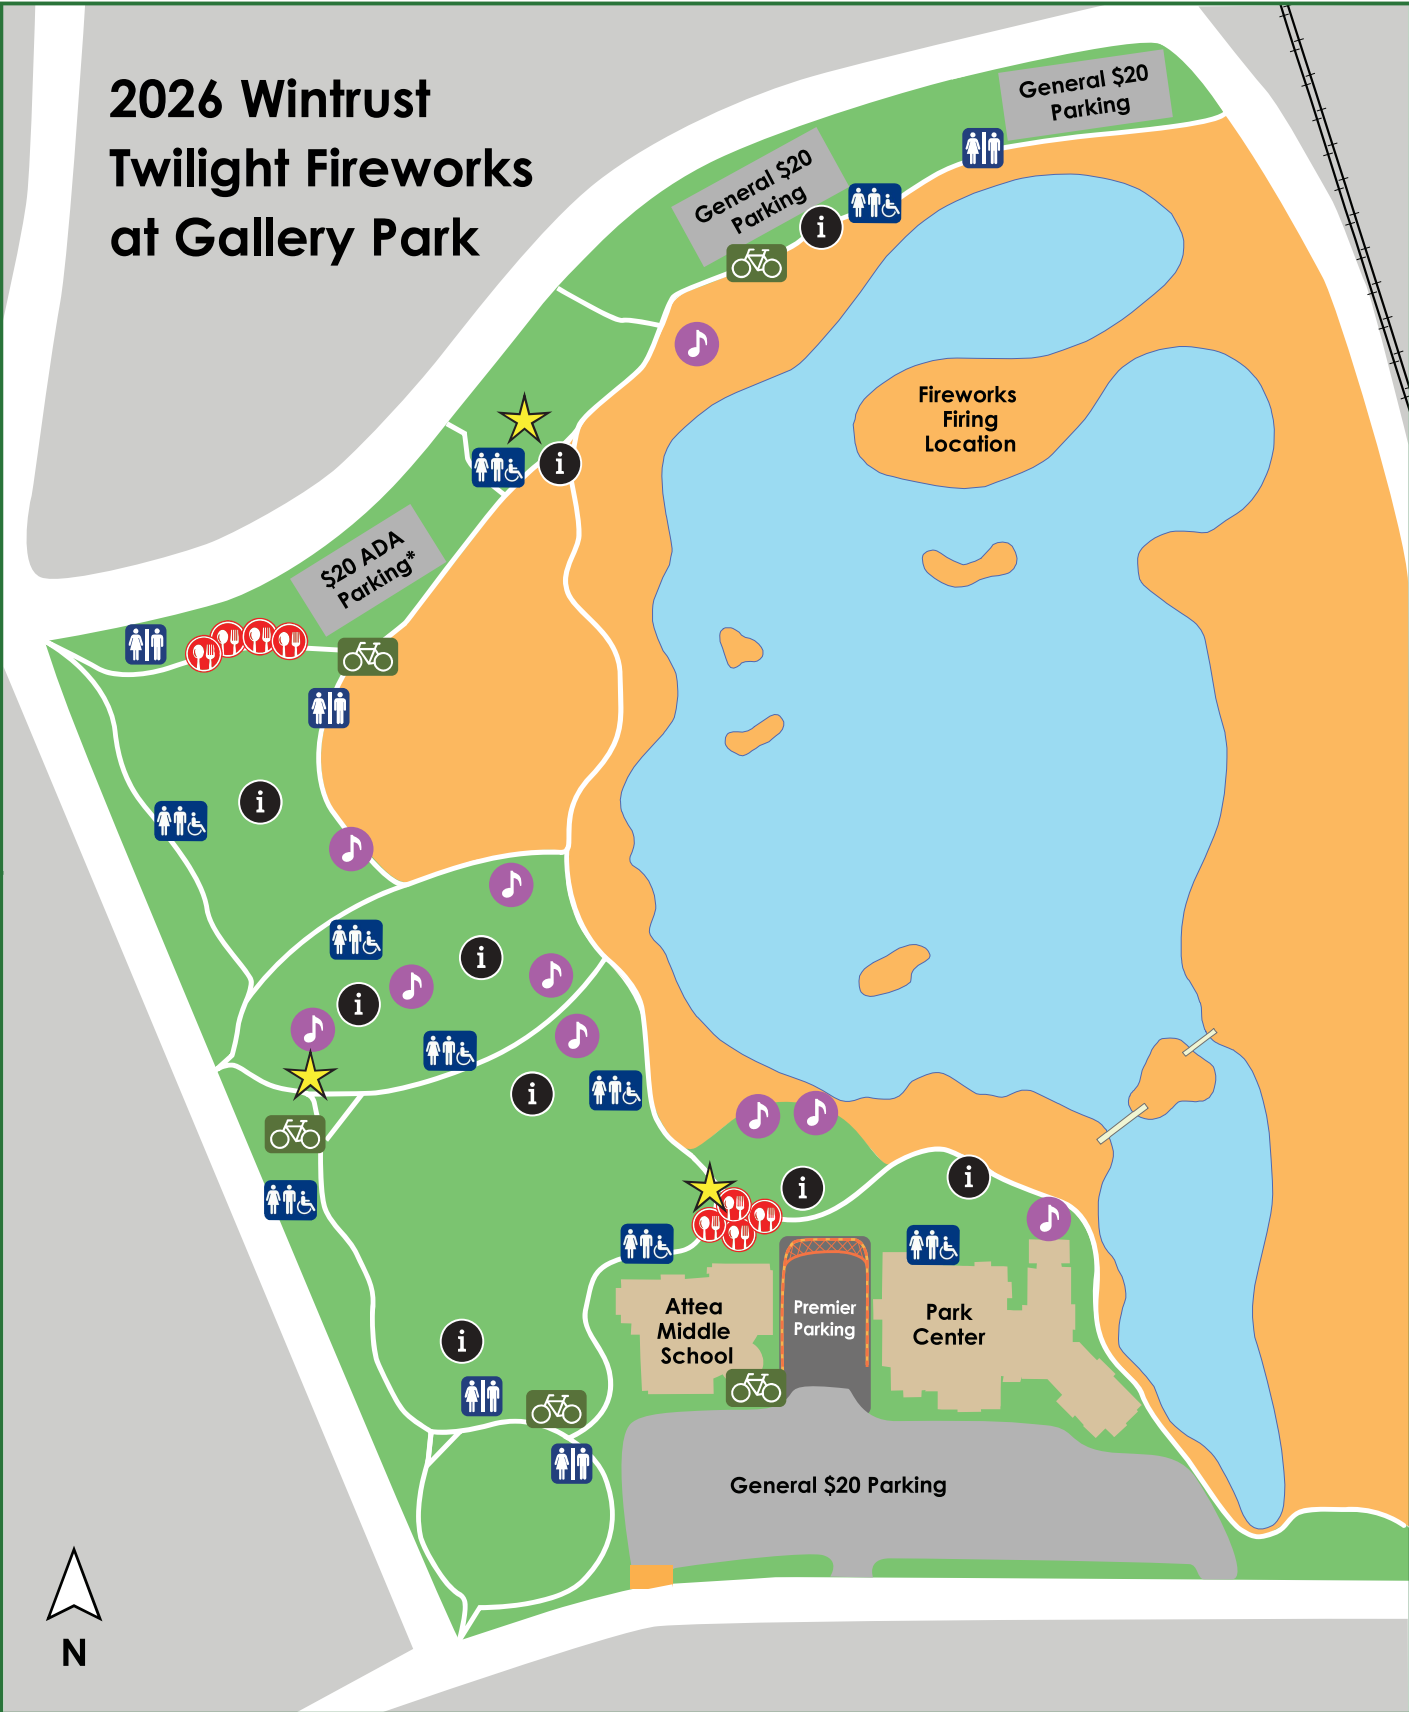 2026 Wintrust
Twilight Fireworks
at Gallery Park
General $20
Parking
General $20
Parking
i
Fireworks
Firing
Location
i
$20 ADA
Parking*
i
i
i
i
i
i
Attea
Middle
School
Premier
Parking
Park
Center
i
General $20 Parking
N